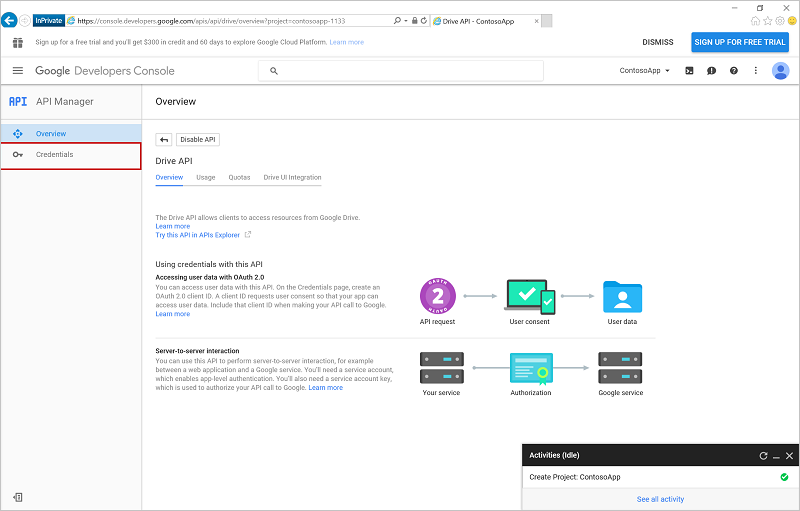 InPrivate https://console.developers.google.com/apis/api/drive/overview?project=contosoapp-1133 Drive API - ContosoApp
Sign up for a free trial and you'll get $300 in credit and 60 days to explore Google Cloud Platform. Learn more DISMISS SIGN UP FOR FREE TRIAL
Google Developers Console ContosoApp
API API Manager Overview
Overview
Credentials
Disable API
Drive API
Overview Usage Quotas Drive UI Integration
The Drive API allows clients to access resources from Google Drive.
Learn more
Try this API in APIs Explorer
Using credentials with this API
Accessing user data with OAuth 2.0
You can access user data with this API. On the Credentials page, create an
OAuth 2.0 client ID. A client ID requests user consent so that your app can
access user data. Include that client ID when making your API call to Google.
Learn more
OAUTH
2
OAUTH
API request User consent User data
Server-to-server interaction
You can use this API to perform server-to-server interaction, for example
between a web application and a Google service. You'll need a service account,
which enables app-level authentication. You'll also need a service account key,
which is used to authorize your API call to Google. Learn more
Your service Authorization Google service
Activities (Idle)
Create Project: ContosoApp
See all activity